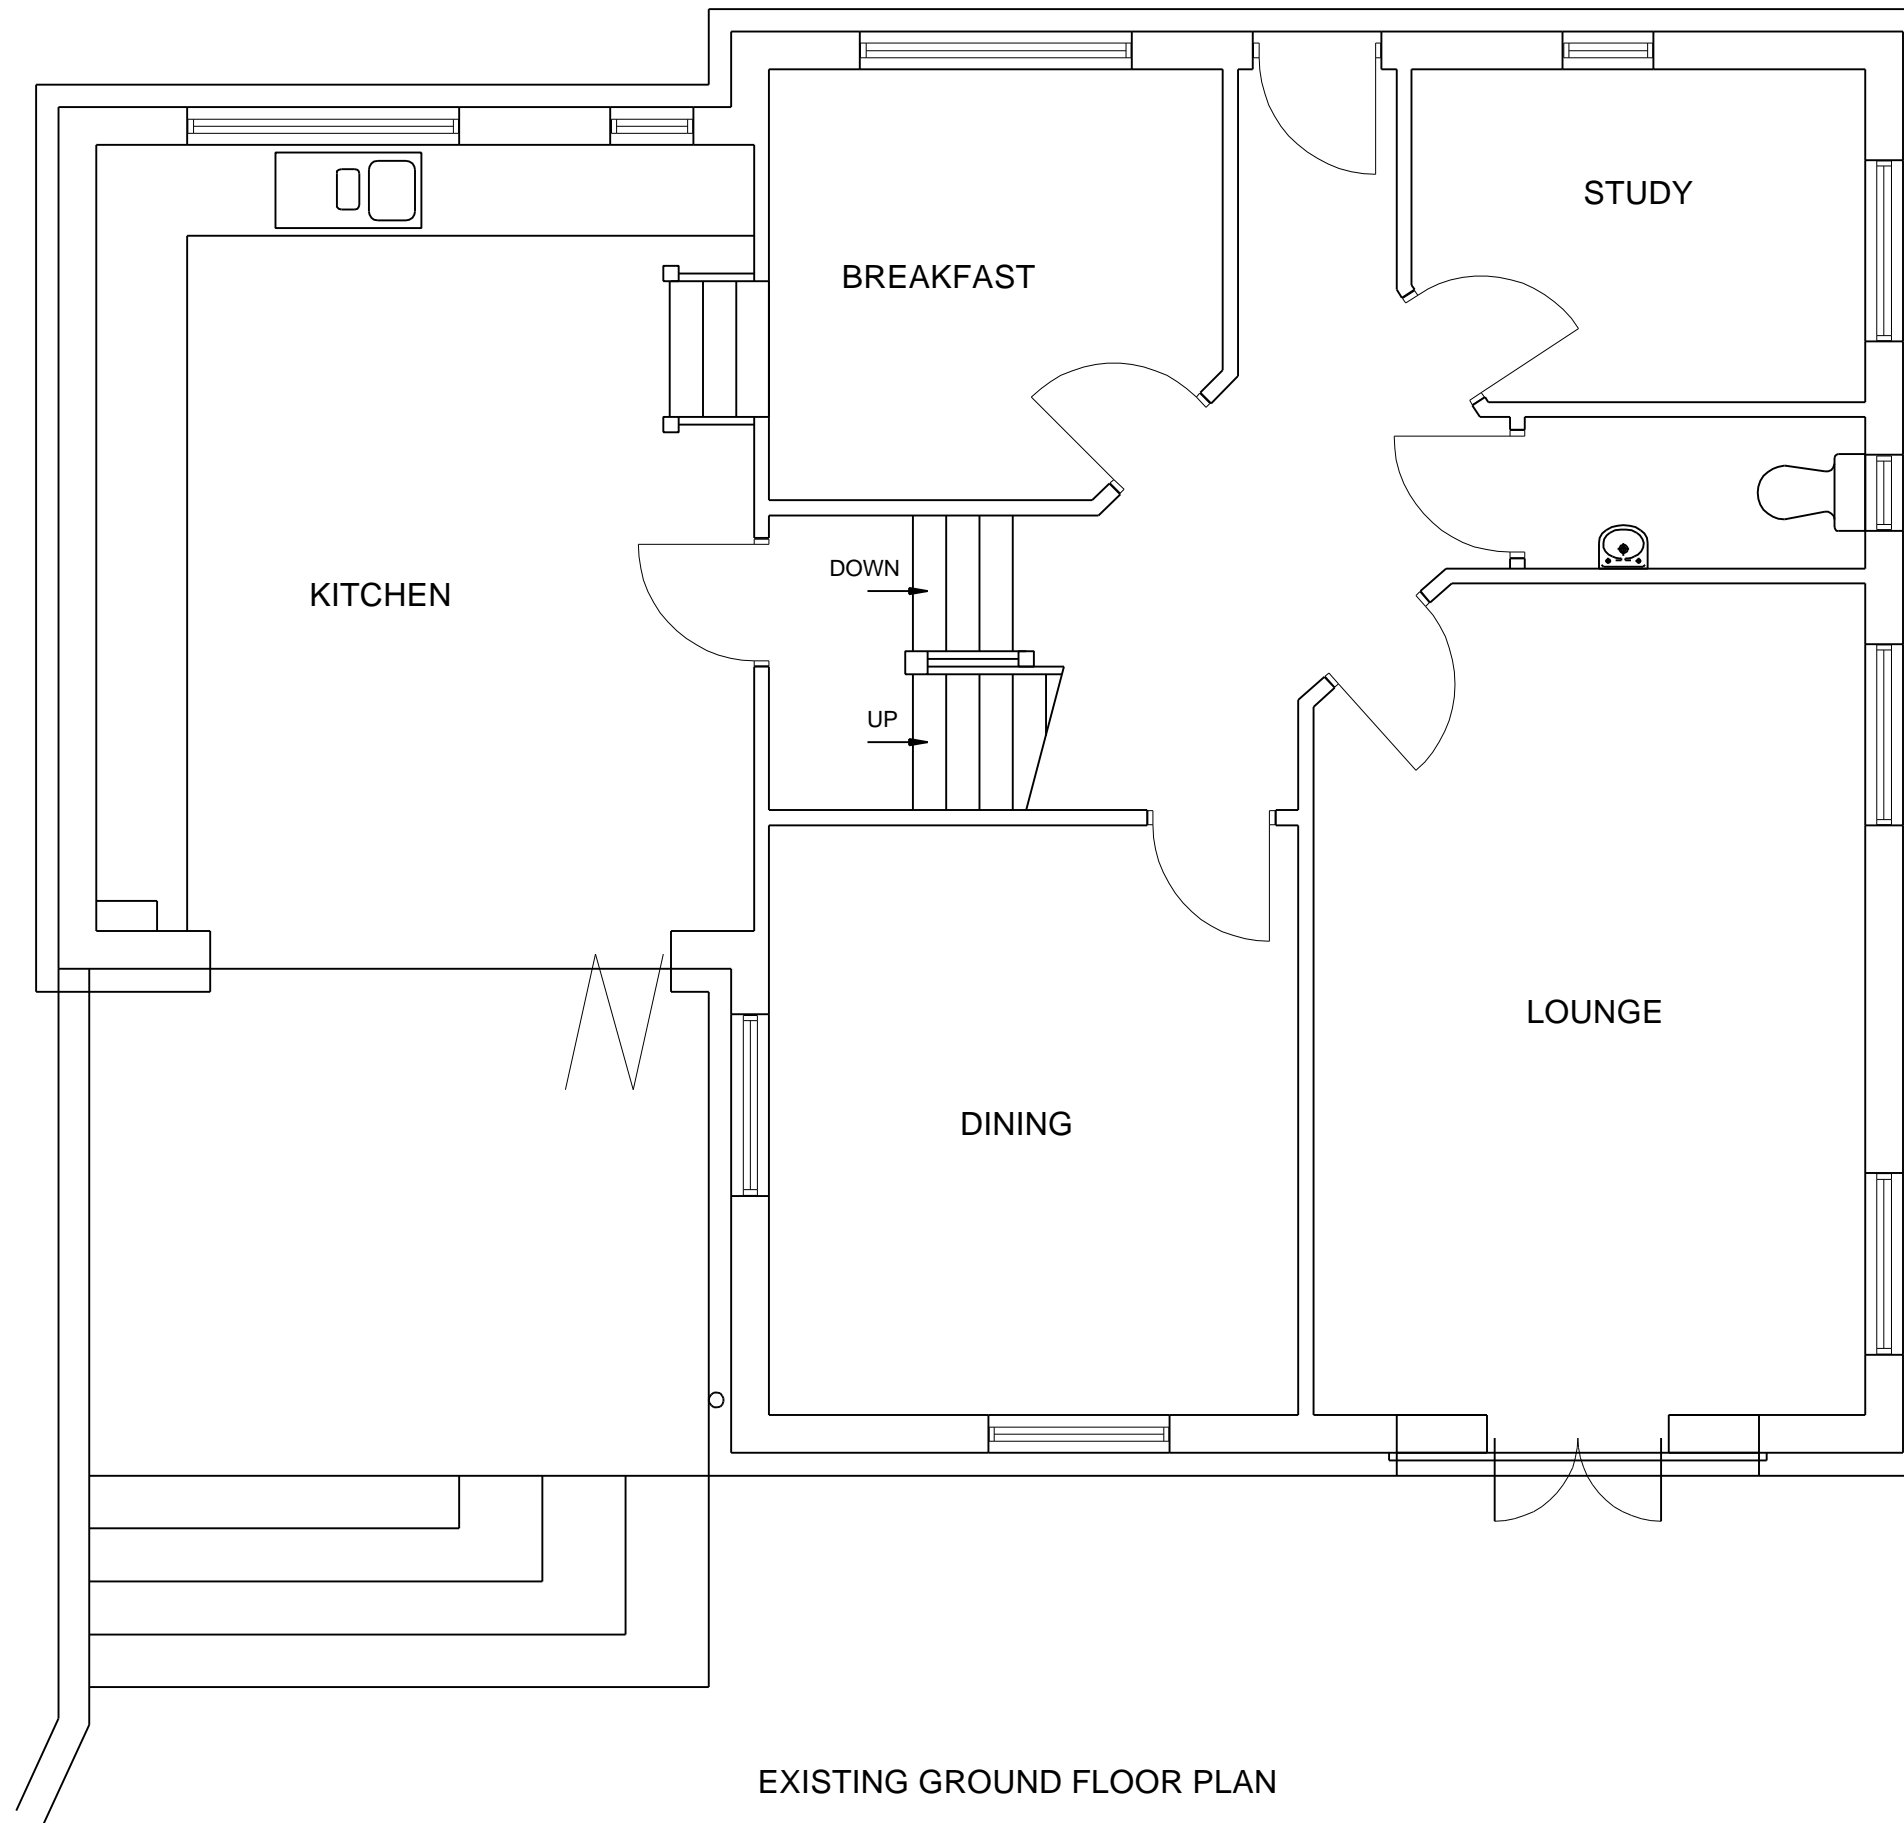 STUDY
BREAKFAST
DOWN
KITCHEN
UP
LOUNGE
DINING
EXISTING GROUND FLOOR PLAN